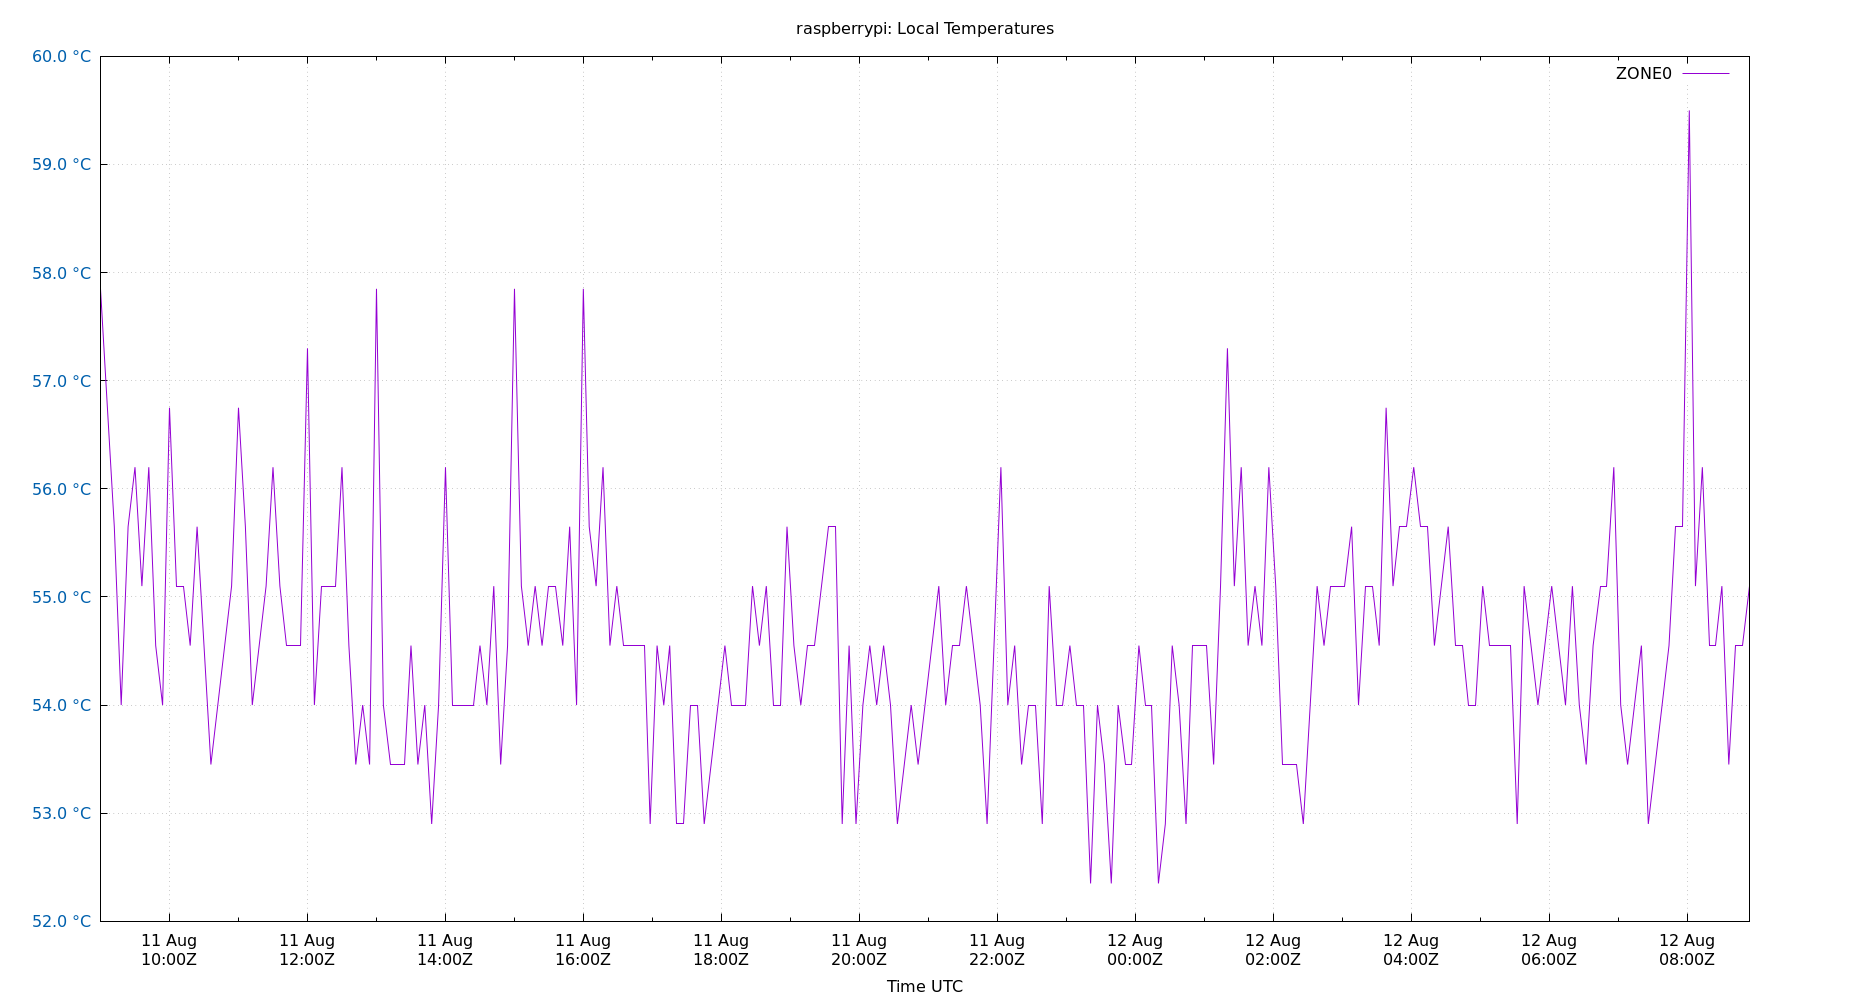 raspberrypi: Local Temperatures
60.0 °C
ZONE0
59.0 °C
58.0 °C
57.0 °C
56.0 °C
55.0 °C
54.0 °C
53.0 °C
52.0 °C
11 Aug 11 Aug 11 Aug 11 Aug 11 Aug 11 Aug 11 Aug 12 Aug 12 Aug 12 Aug 12 Aug 12 Aug
10:00Z 12:00Z 14:00Z 16:00Z 18:00Z 20:00Z 22:00Z 00:00Z 02:00Z 04:00Z 06:00Z 08:00Z
Time UTC